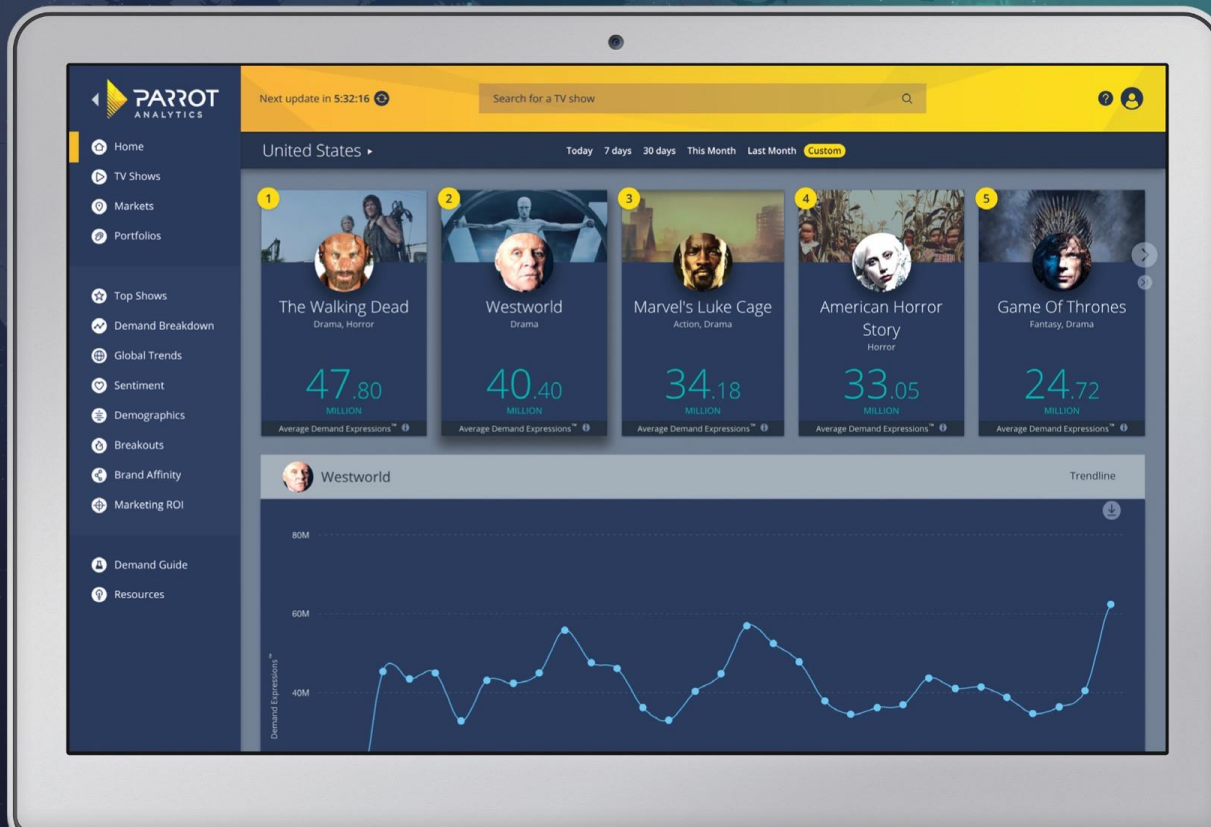 PARROT
ANALYTICS
Next update in 5:32:16
Search for a TV show
Home
TV Shows
Markets
Portfolios
Top Shows
Demand Breakdown
Global Trends
Sentiment
Demographics
Breakouts
Brand Affinity
Marketing ROI
Demand Guide
Resources
United States
Today 7 days 30 days This Month Last Month Custom
1
The Walking Dead
Drama, Horror
47.80
MILLION
Average Demand Expressions™
2
Westworld
Drama
40.40
MILLION
Average Demand Expressions™
3
Marvel's Luke Cage
Action, Drama
34.18
MILLION
Average Demand Expressions™
4
American Horror
Story
Horror
33.05
MILLION
Average Demand Expressions™
5
Game Of Thrones
Fantasy, Drama
24.72
MILLION
Average Demand Expressions™
Westworld
Trendline
80M
60M
40M
Demand Expressions™